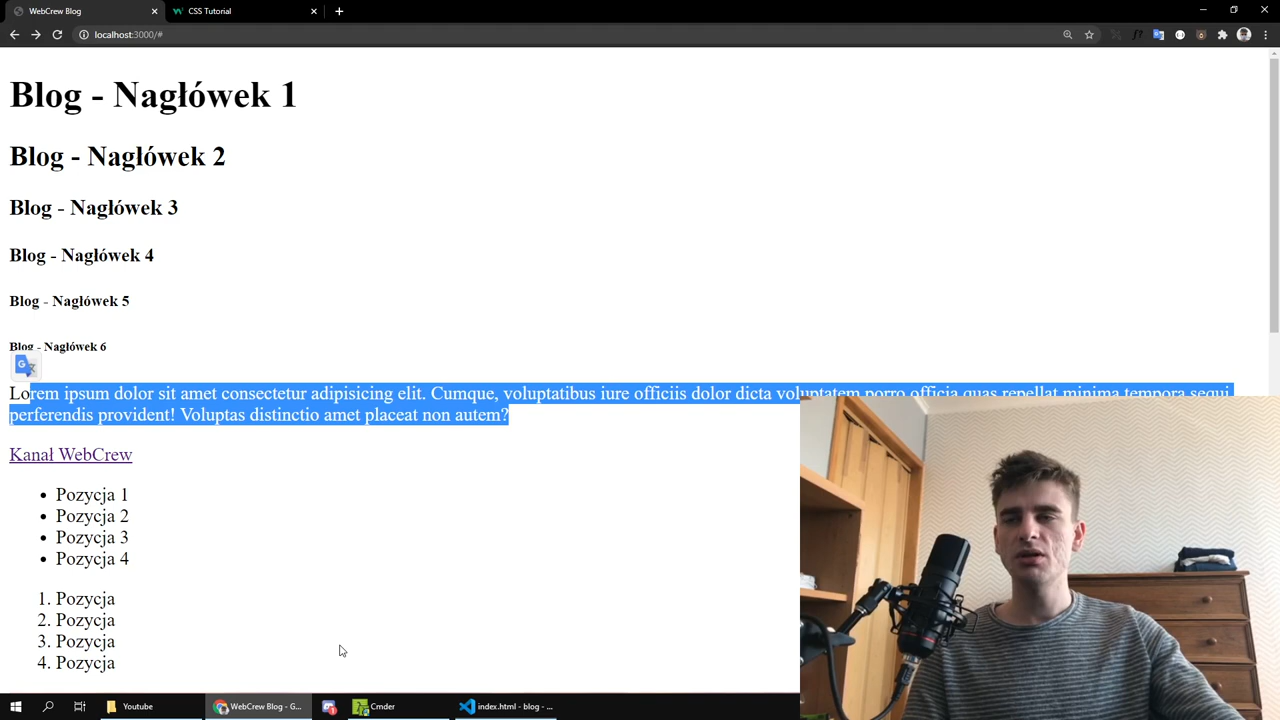 WebCrew Blog
CSS Tutorial
localhost:3000/#
Blog - Nagłówek 1
Blog - Nagłówek 2
Blog - Nagłówek 3
Blog - Nagłówek 4
Blog - Nagłówek 5
Blog - Nagłówek 6
Lorem ipsum dolor sit amet consectetur adipisicing elit. Cumque, voluptatibus iure officiis dolor dicta voluptatem porro officia quas repellat minima tempora sequi
perferendis provident! Voluptas distinctio amet placeat non autem?
Kanał WebCrew
• Pozycja 1
• Pozycja 2
• Pozycja 3
• Pozycja 4
1. Pozycja
2. Pozycja
3. Pozycja
4. Pozycja
Youtube
WebCrew Blog - G...
Cmder
index.html - blog - ...